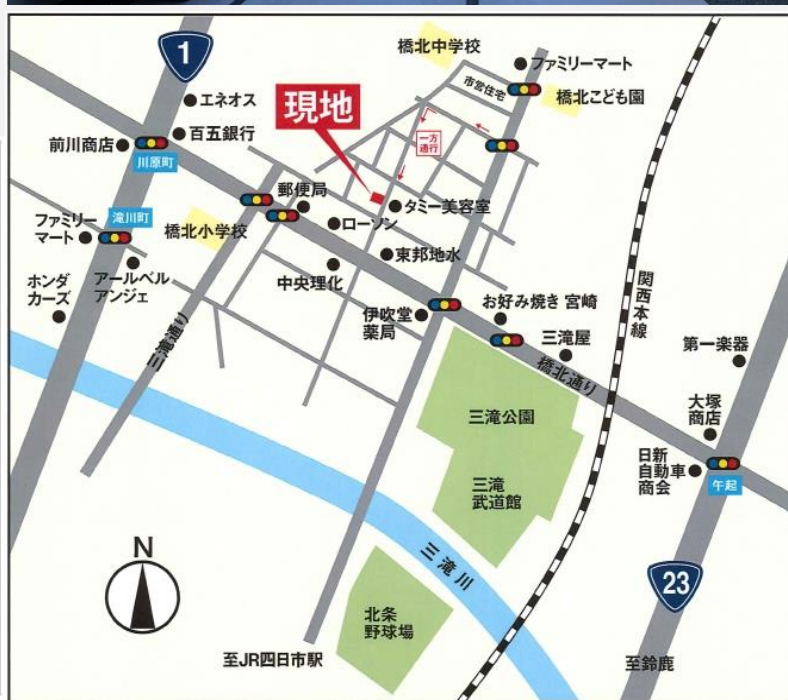 1
橋北中学校
ファミリーマート
市営住宅
橋北こども園
エネオス
現地
百五銀行
前川商店
川原町
一方
通行
郵便局
タミー美容室
滝川町
ファミリー
マート
橋北小学校
ローソン
東邦地水
アールベル
アンジェ
中央理化
ホンダ
カーズ
伊吹堂
薬局
お好み焼き 宮崎
関西本線
三滝通り
三滝屋
第一楽器
橋北通り
三滝公園
大塚
商店
日新
自動車
商会
午起
三滝
武道館
三滝川
N
23
北条
野球場
至JR四日市駅
至鈴鹿